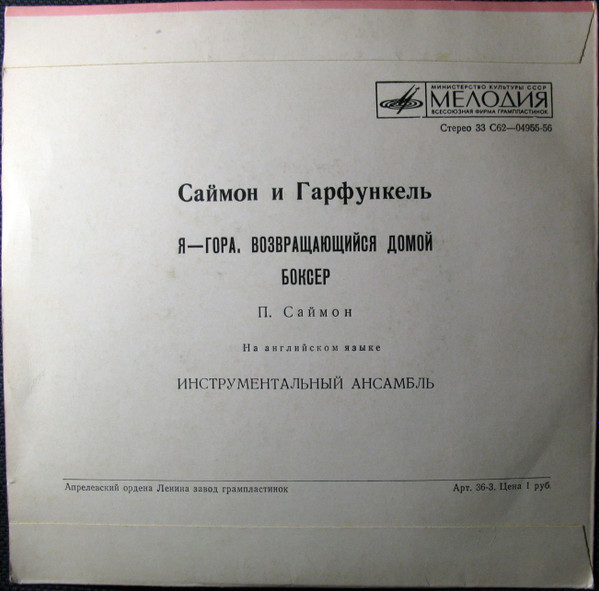 МИНИСТЕРСТВО КУЛЬТУРЫ СССР
МЕЛОДИЯ
ВСЕСОЮЗНАЯ ФИРМА ГРАМПЛАСТИНОК
Стерео 33 С62—04955-56
Саймон и Гарфункель
Я—ГОРА. ВОЗВРАЩАЮЩИЙСЯ ДОМОЙ
БОКСЕР
П. Саймон
На английском языке
ИНСТРУМЕНТАЛЬНЫЙ АНСАМБЛЬ
Апрелевский ордена Ленина завод грампластинок
Арт. 36-3. Цена 1 руб.